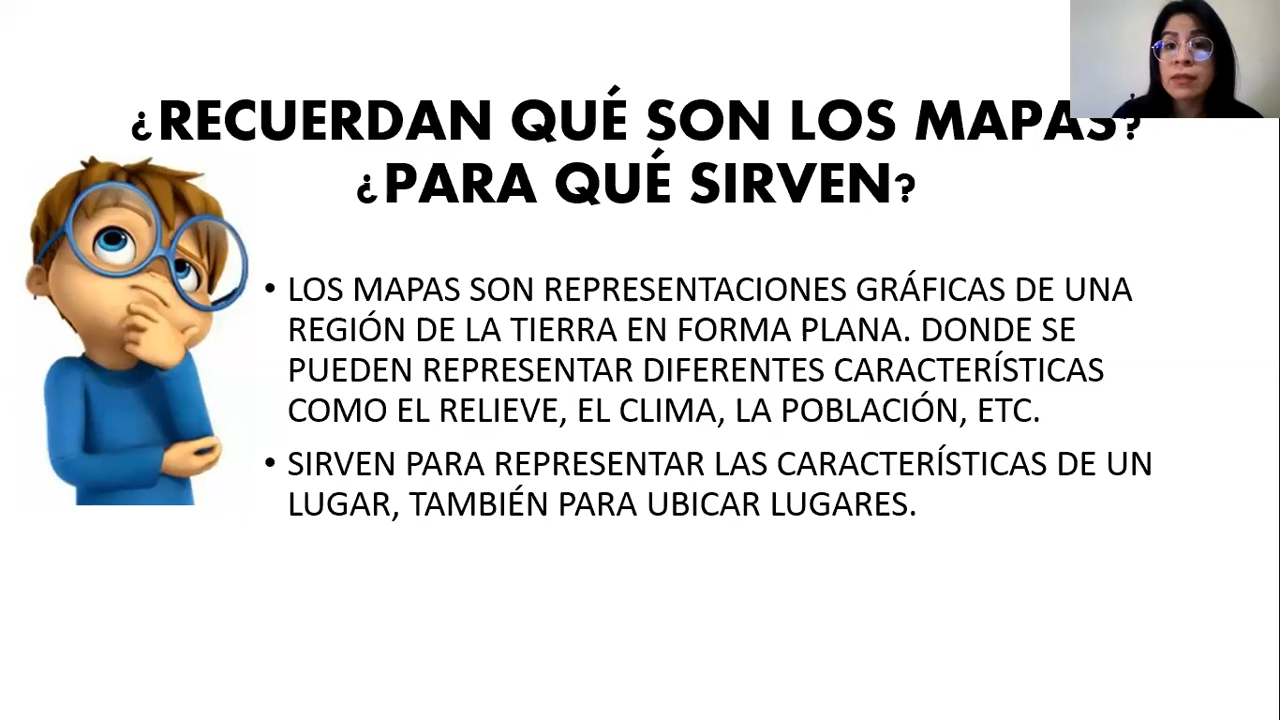 ¿RECUERDAN QUÉ SON LOS MAPAS?
¿PARA QUÉ SIRVEN?
• LOS MAPAS SON REPRESENTACIONES GRÁFICAS DE UNA
REGIÓN DE LA TIERRA EN FORMA PLANA. DONDE SE
PUEDEN REPRESENTAR DIFERENTES CARACTERÍSTICAS
COMO EL RELIEVE, EL CLIMA, LA POBLACIÓN, ETC.
• SIRVEN PARA REPRESENTAR LAS CARACTERÍSTICAS DE UN
LUGAR, TAMBIÉN PARA UBICAR LUGARES.